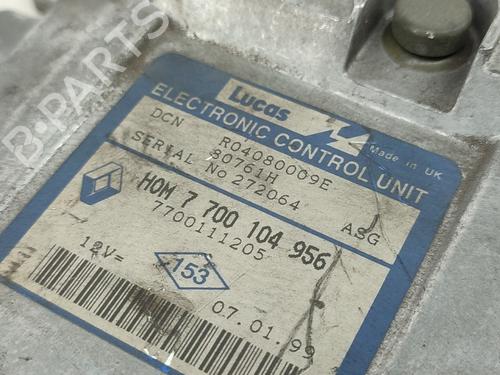 Lucas
Made in UK
ELECTRONIC CONTROL UNIT
DCN R04080009E
80761H
SERIAL No 272064
HOM 7 700 104 956 ASG
7700111205
12V=
153
07.01.99
B-PARTS